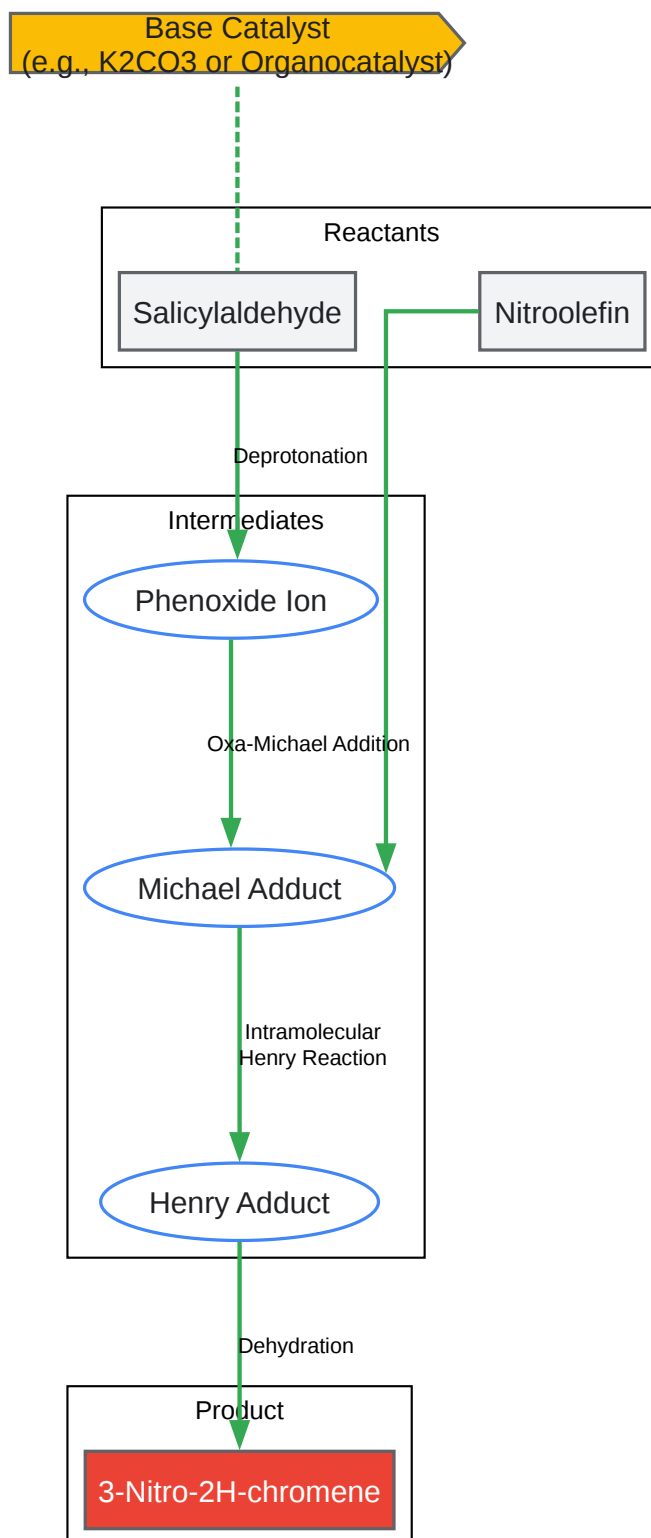 Base Catalyst
(e.g., K2CO3 or Organocatalyst)
Reactants
Salicylaldehyde
Nitroolefin
Deprotonation
Intermediates
Phenoxide Ion
Oxa-Michael Addition
Michael Adduct
Intramolecular
Henry Reaction
Henry Adduct
Dehydration
Product
3-Nitro-2H-chromene